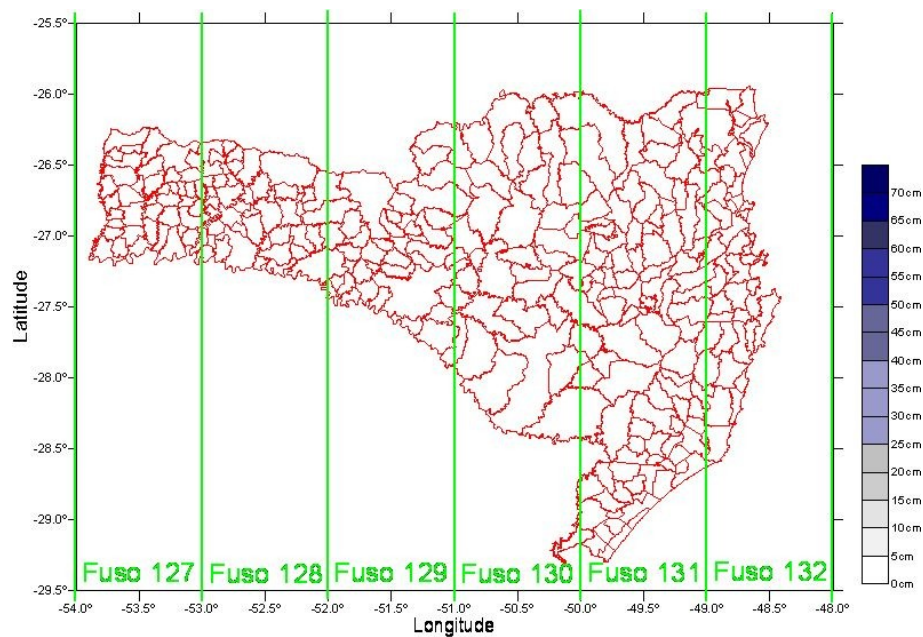 -25.5°
-26.0°
-26.5°
-27.0°
-27.5°
-28.0°
-28.5°
-29.0°
-29.5°
Latitude
Fuso 127 Fuso 128 Fuso 129 Fuso 130 Fuso 131 Fuso 132
-54.0° -53.5° -53.0° -52.5° -52.0° -51.5° -51.0° -50.5° -50.0° -49.5° -49.0° -48.5° -48.0°
Longitude
70cm
65cm
60cm
55cm
50cm
45cm
40cm
35cm
30cm
25cm
20cm
15cm
10cm
5cm
0cm